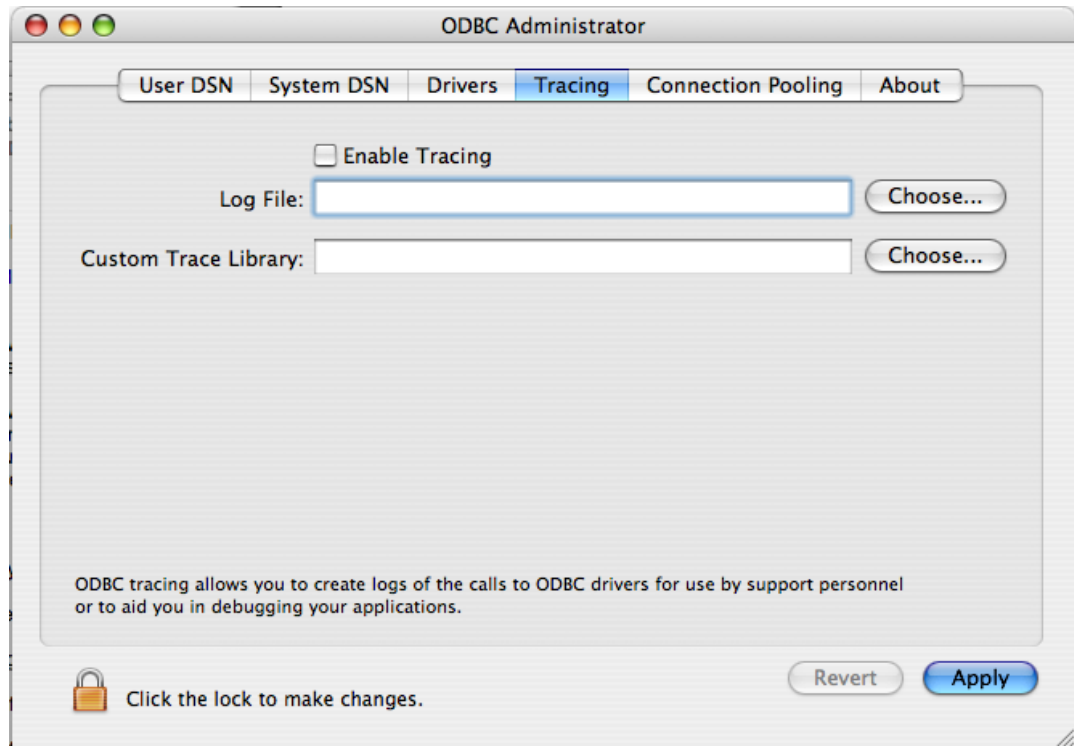 ODBC Administrator
User DSN System DSN Drivers Tracing Connection Pooling About
Enable Tracing
Log File: Choose...
Custom Trace Library: Choose...
ODBC tracing allows you to create logs of the calls to ODBC drivers for use by support personnel
or to aid you in debugging your applications.
Click the lock to make changes.
Revert Apply